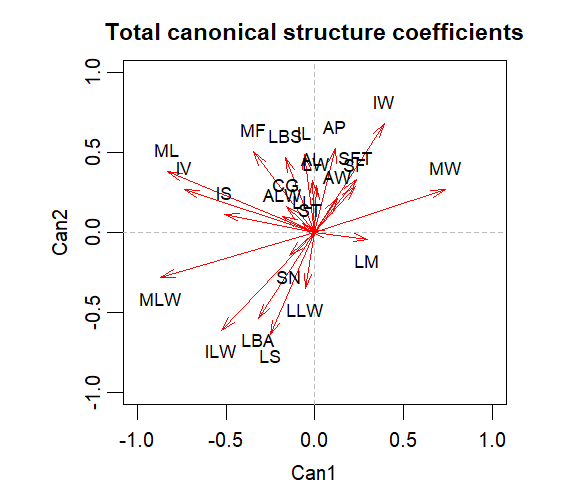 Total canonical structure coefficients
1.0
IW
MF
LBS
IL
AP
0.5
ML
IV
AL
LW
SFT
SF
MW
IS
CG
ALW
AW
LL
ST
Can2
0.0
LM
SN
MLW
LLW
-0.5
LBA
ILW
LS
-1.0
-1.0
-0.5
0.0
0.5
1.0
Can1